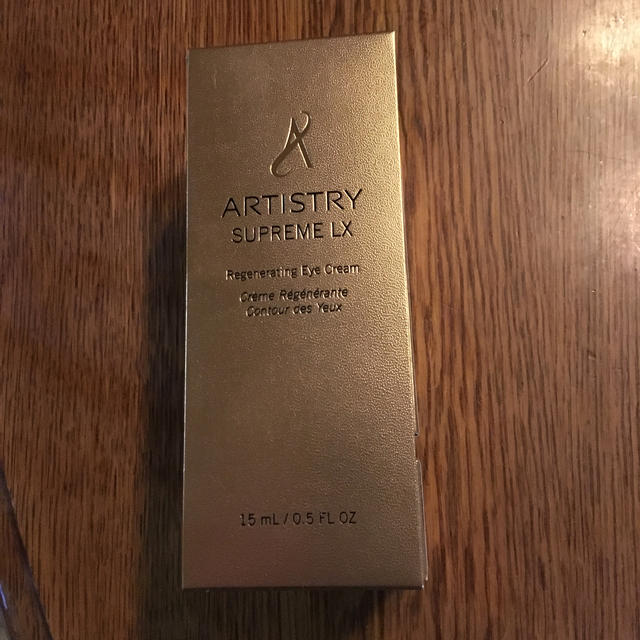 ARTISTRY
SUPREME LX
Regenerating Eye Cream
Crème Régénérante
Contour des Yeux
15 mL / 0.5 FL OZ